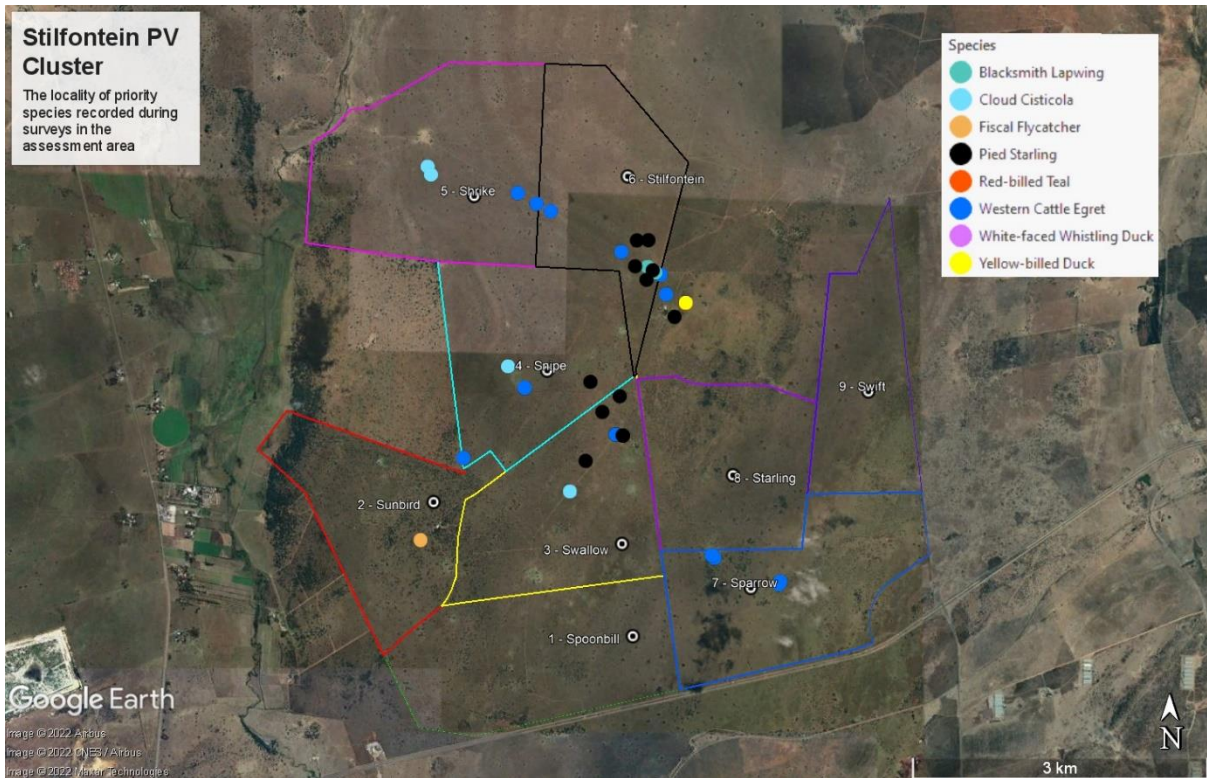 Stilfontein PV
Cluster
The locality of priority
species recorded during
surveys in the
assessment area
Species
Blacksmith Lapwing
Cloud Cisticola
Fiscal Flycatcher
Pied Starling
Red-billed Teal
Western Cattle Egret
White-faced Whistling Duck
Yellow-billed Duck
6 - Stilfontein
5 - Shrike
4 - Snipe
9 - Swift
8 - Starling
2 - Sunbird
3 - Swallow
7 - Sparrow
1 - Spoonbill
Google Earth
Image © 2022 Airbus
Image © 2022 CNES / Airbus
Image © 2022 Maxar Technologies
N
3 km